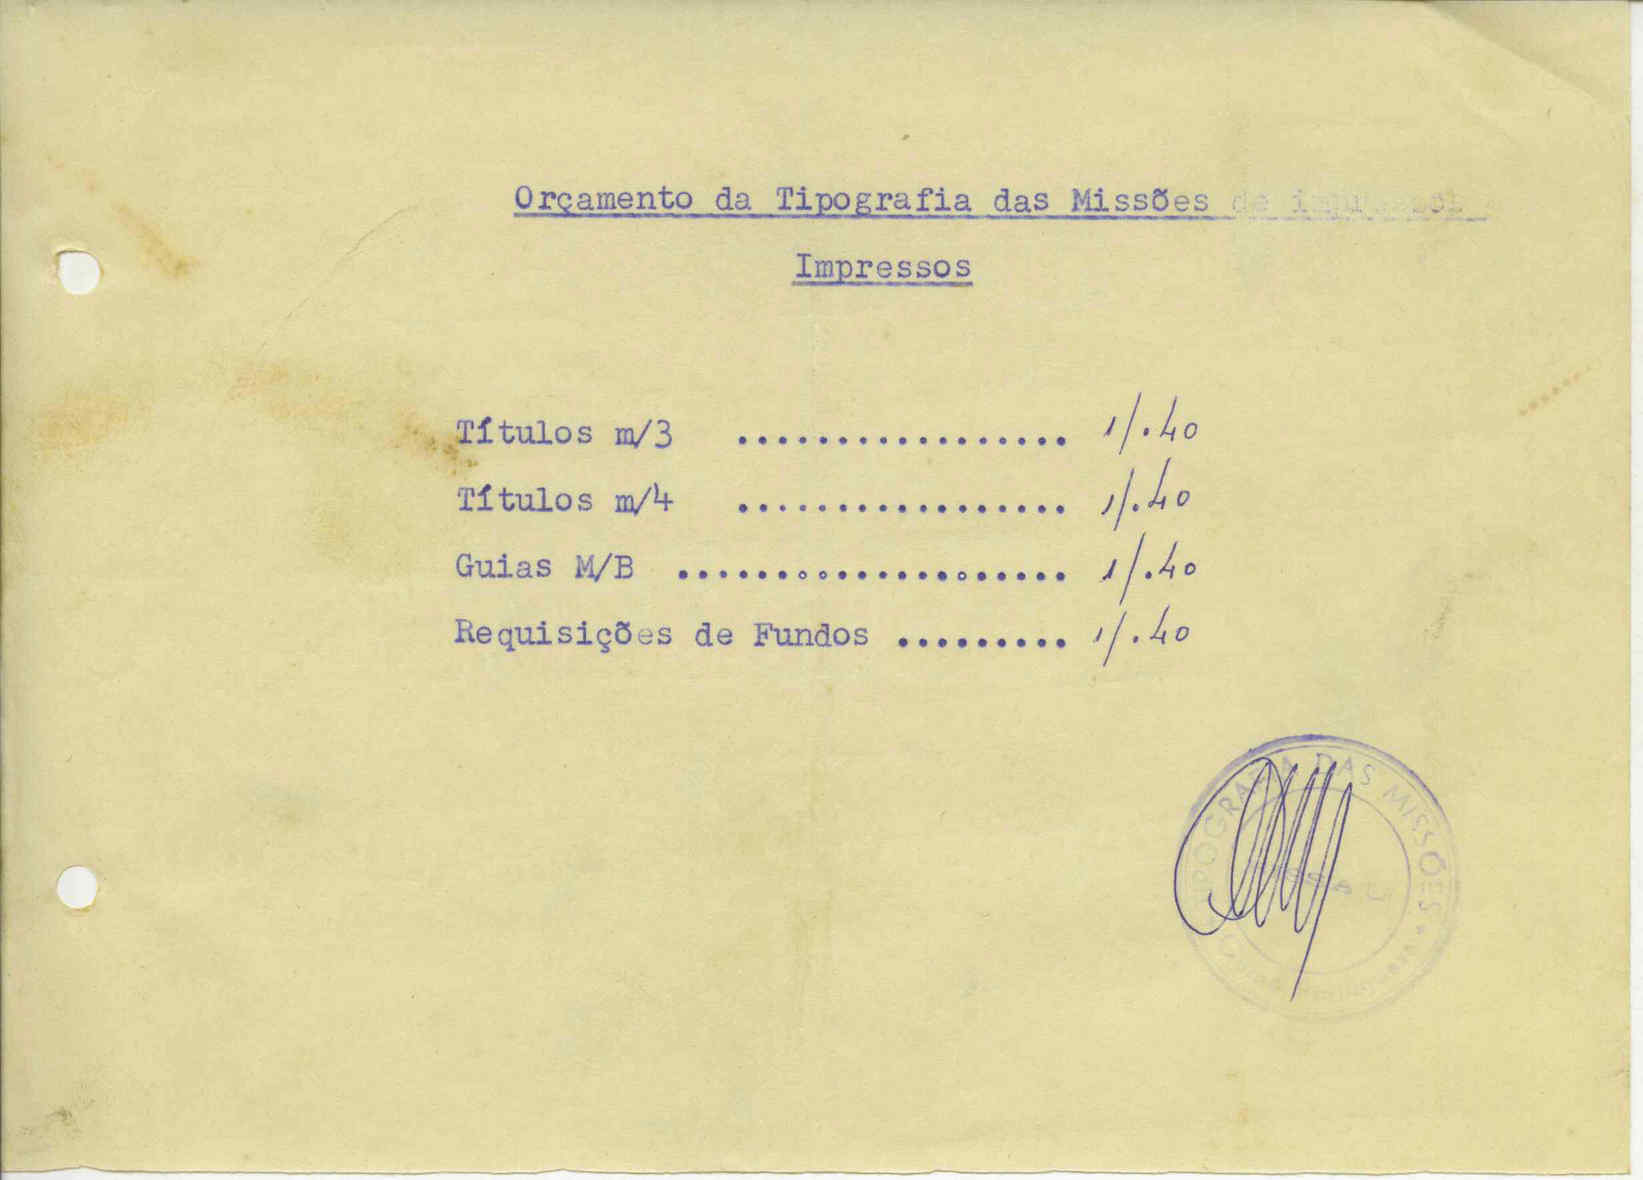 Orçamento da Tipografia das Missões de
Impressos
Títulos m/3 ................. 1/.40
Títulos m/4 ................. 1/.40
Guias M/B .................... 1/.40
Requisições de Fundos ......... 1/.40
TIPOGRAFIA DAS MISSÕES